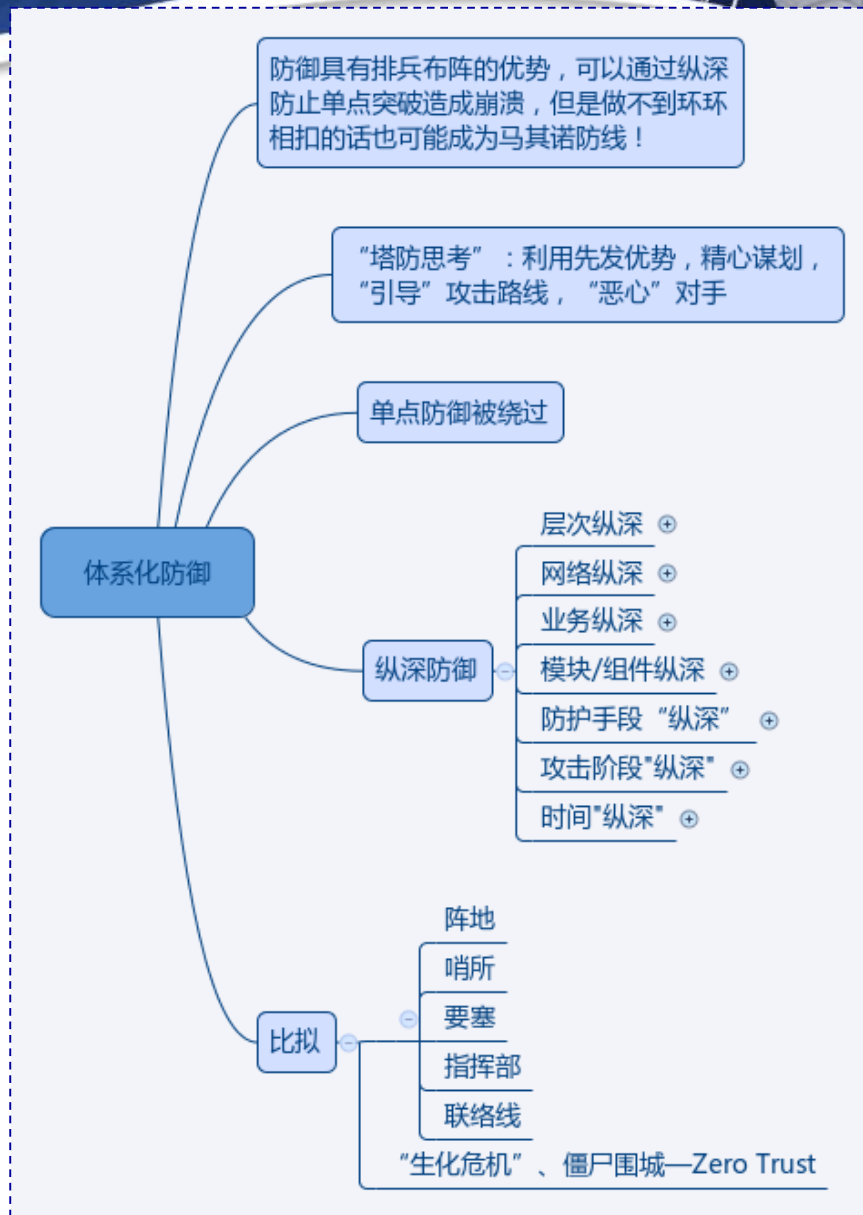 防御具有排兵布阵的优势，可以通过纵深
防止单点突破造成崩溃，但是做不到环环
相扣的话也可能成为马其诺防线！
“塔防思考”：利用先发优势，精心谋划，
“引导”攻击路线，“恶心”对手
单点防御被绕过
体系化防御
纵深防御
层次纵深
网络纵深
业务纵深
模块/组件纵深
防护手段“纵深”
攻击阶段"纵深"
时间"纵深"
比拟
阵地
哨所
要塞
指挥部
联络线
“生化危机”、僵尸围城—Zero Trust